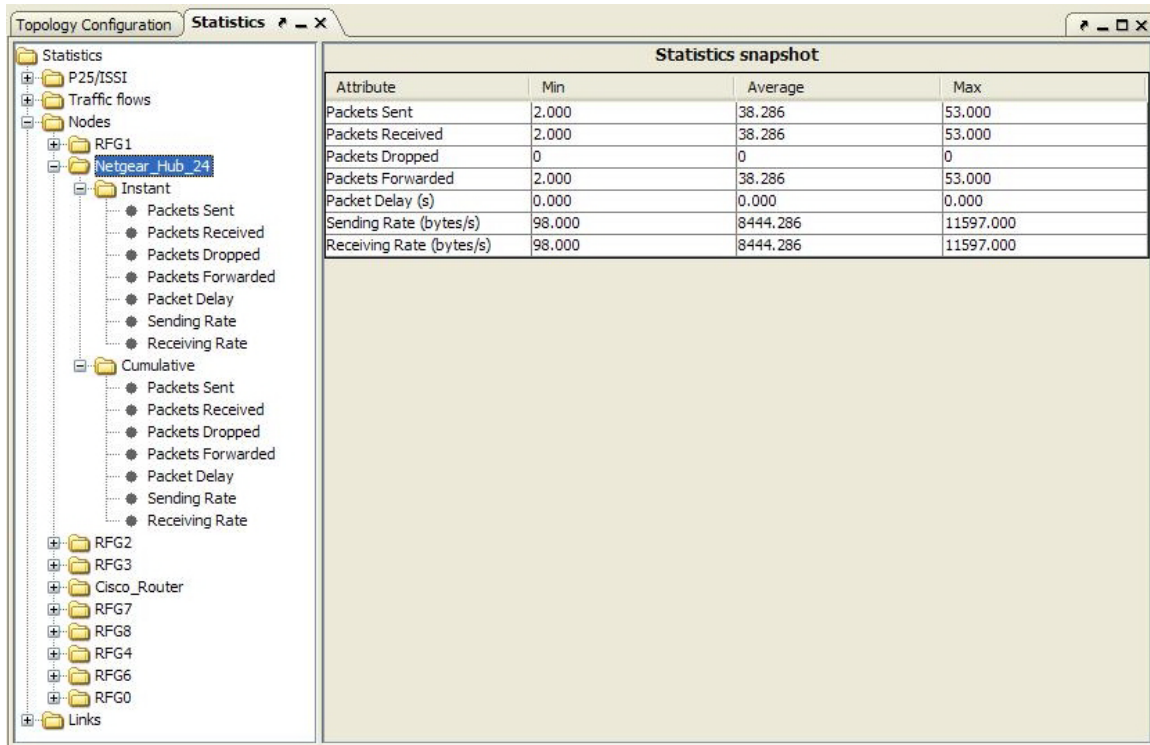 Topology Configuration Statistics
Statistics
P25/ISSI
Traffic flows
Nodes
RFG1
Netgear_Hub_24
Instant
Packets Sent
Packets Received
Packets Dropped
Packets Forwarded
Packet Delay
Sending Rate
Receiving Rate
Cumulative
Packets Sent
Packets Received
Packets Dropped
Packets Forwarded
Packet Delay
Sending Rate
Receiving Rate
RFG2
RFG3
Cisco_Router
RFG7
RFG8
RFG4
RFG6
RFG0
Links
Statistics snapshot
Attribute Min Average Max
Packets Sent 2.000 38.286 53.000
Packets Received 2.000 38.286 53.000
Packets Dropped 0 0 0
Packets Forwarded 2.000 38.286 53.000
Packet Delay (s) 0.000 0.000 0.000
Sending Rate (bytes/s) 98.000 8444.286 11597.000
Receiving Rate (bytes/s) 98.000 8444.286 11597.000